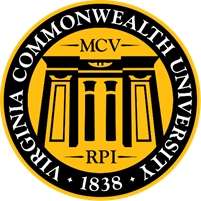 VIRGINIA COMMONWEALTH UNIVERSITY
MCV
RPI
· 1838 ·